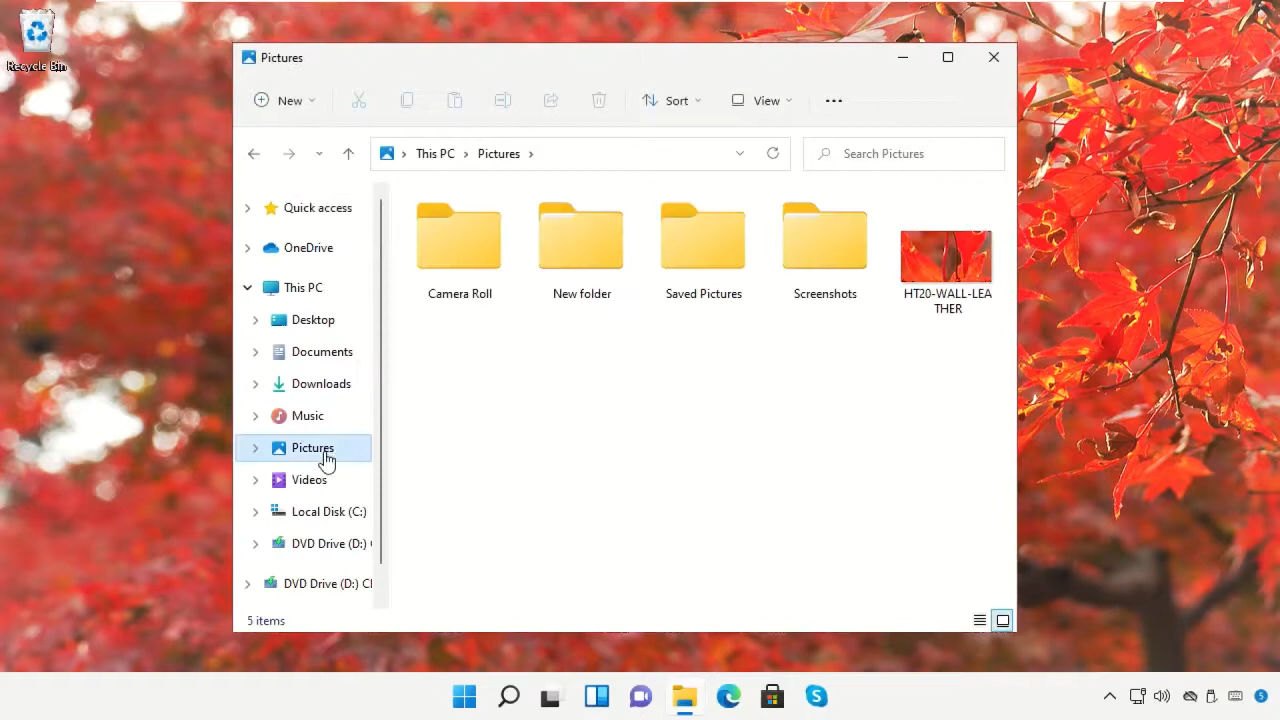 Recycle Bin
Pictures
New
Sort
View
This PC
Pictures
Search Pictures
Quick access
OneDrive
This PC
Desktop
Documents
Downloads
Music
Pictures
Videos
Local Disk (C:)
DVD Drive (D:)
DVD Drive (D:) C
Camera Roll
New folder
Saved Pictures
Screenshots
HT20-WALL-LEA
THER
5 items
5